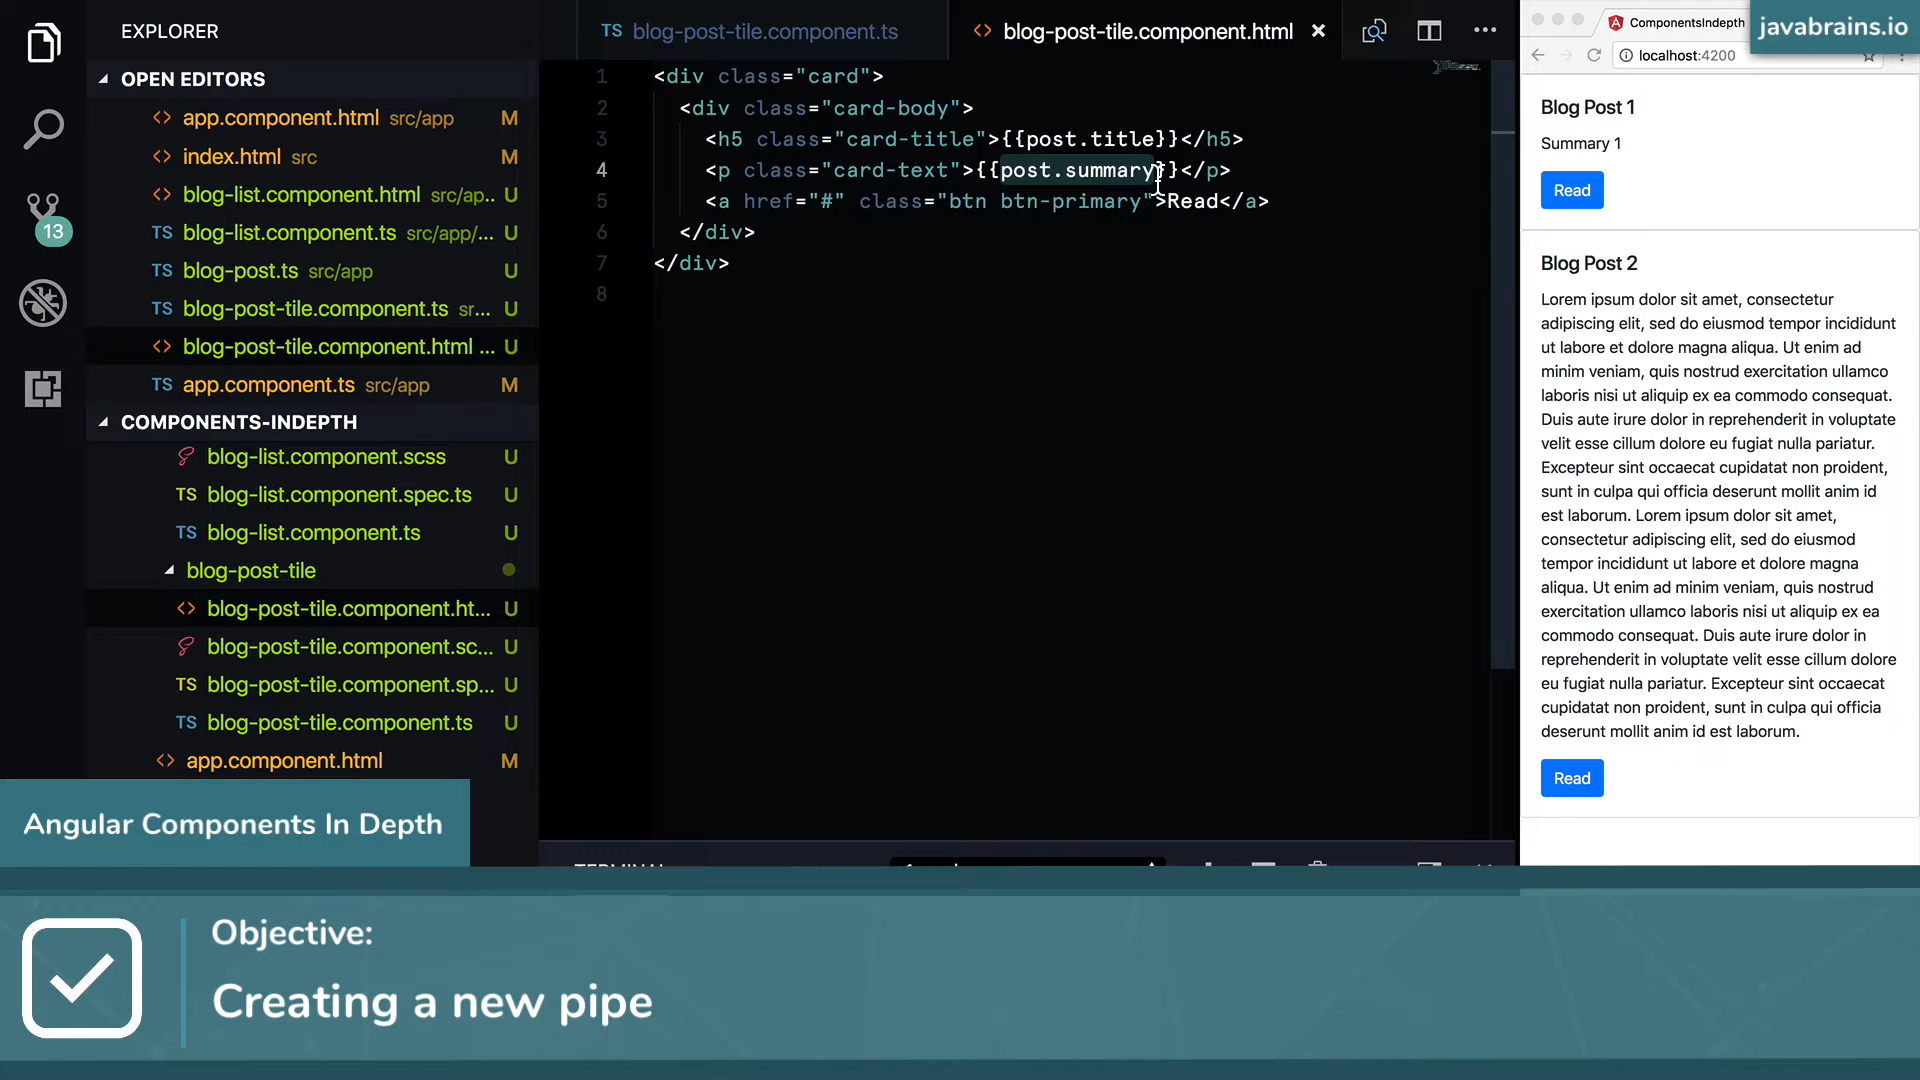 EXPLORER
OPEN EDITORS
<> app.component.html src/app M
<> index.html src M
<> blog-list.component.html src/ap... U
TS blog-list.component.ts src/app/... U
TS blog-post.ts src/app U
TS blog-post-tile.component.ts sr... U
<> blog-post-tile.component.html ... U
TS app.component.ts src/app M
COMPONENTS-INDEPTH
blog-list.component.scss U
TS blog-list.component.spec.ts U
TS blog-list.component.ts U
blog-post-tile
<> blog-post-tile.component.ht... U
blog-post-tile.component.sc... U
TS blog-post-tile.component.sp... U
TS blog-post-tile.component.ts U
<> app.component.html M
13
TS blog-post-tile.component.ts
<> blog-post-tile.component.html ×
1 <div class="card">
2 <div class="card-body">
3 <h5 class="card-title">{{post.title}}</h5>
4 <p class="card-text">{{post.summary}}</p>
5 <a href="#" class="btn btn-primary">Read</a>
6 </div>
7 </div>
8
TERMINAL
ComponentsIndepth
javabrains.io
localhost:4200
Blog Post 1
Summary 1
Read
Blog Post 2
Lorem ipsum dolor sit amet, consectetur
adipiscing elit, sed do eiusmod tempor incididunt
ut labore et dolore magna aliqua. Ut enim ad
minim veniam, quis nostrud exercitation ullamco
laboris nisi ut aliquip ex ea commodo consequat.
Duis aute irure dolor in reprehenderit in voluptate
velit esse cillum dolore eu fugiat nulla pariatur.
Excepteur sint occaecat cupidatat non proident,
sunt in culpa qui officia deserunt mollit anim id
est laborum. Lorem ipsum dolor sit amet,
consectetur adipiscing elit, sed do eiusmod
tempor incididunt ut labore et dolore magna
aliqua. Ut enim ad minim veniam, quis nostrud
exercitation ullamco laboris nisi ut aliquip ex ea
commodo consequat. Duis aute irure dolor in
reprehenderit in voluptate velit esse cillum dolore
eu fugiat nulla pariatur. Excepteur sint occaecat
cupidatat non proident, sunt in culpa qui officia
deserunt mollit anim id est laborum.
Read
Angular Components In Depth
Objective:
Creating a new pipe